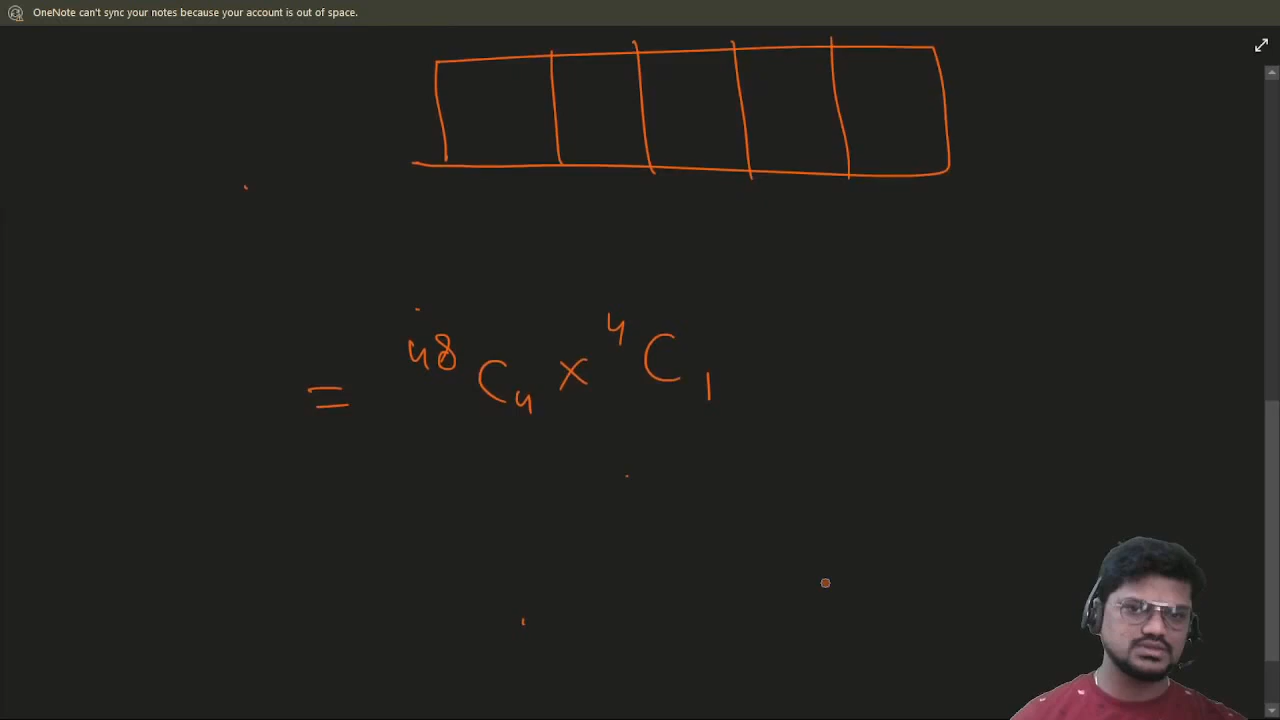 OneNote can't sync your notes because your account is out of space.
= ⁴⁸C₄ × ⁴C₁